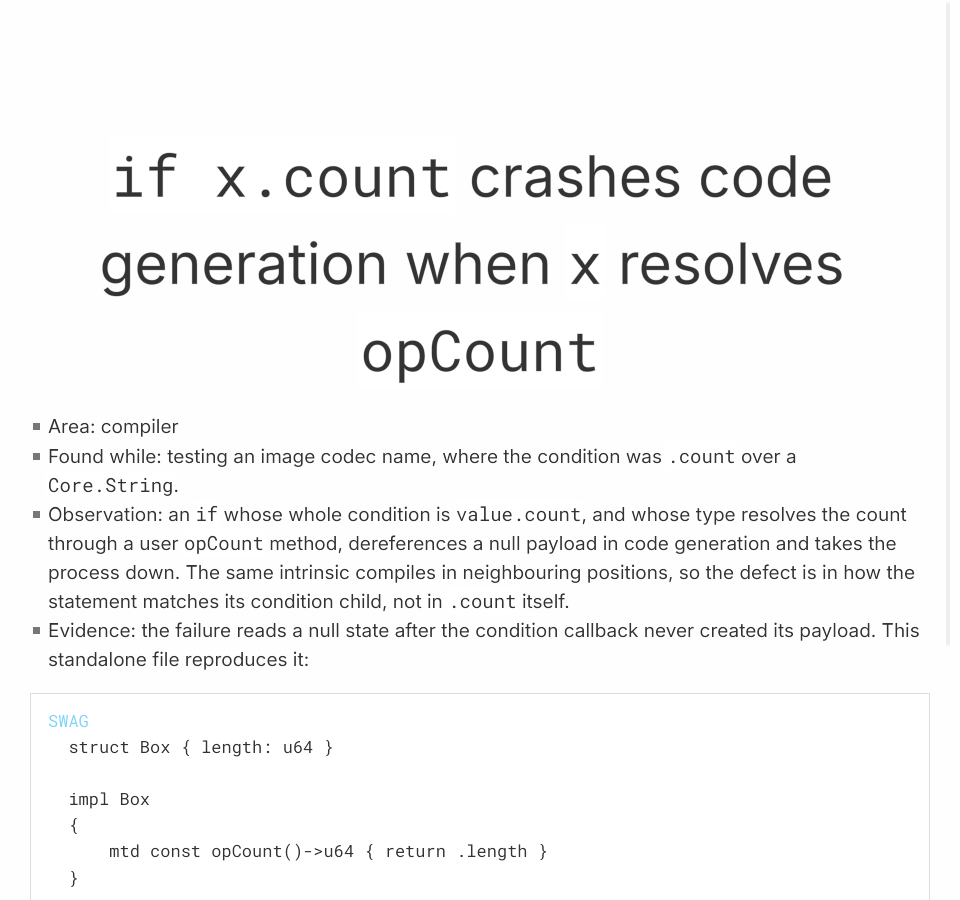 if x.count crashes code
generation when x resolves
opCount
Area: compiler
Found while: testing an image codec name, where the condition was .count over a
Core.String.
Observation: an if whose whole condition is value.count, and whose type resolves the count
through a user opCount method, dereferences a null payload in code generation and takes the
process down. The same intrinsic compiles in neighbouring positions, so the defect is in how the
statement matches its condition child, not in .count itself.
Evidence: the failure reads a null state after the condition callback never created its payload. This
standalone file reproduces it:
SWAG
struct Box { length: u64 }
impl Box
{
    mtd const opCount()->u64 { return .length }
}